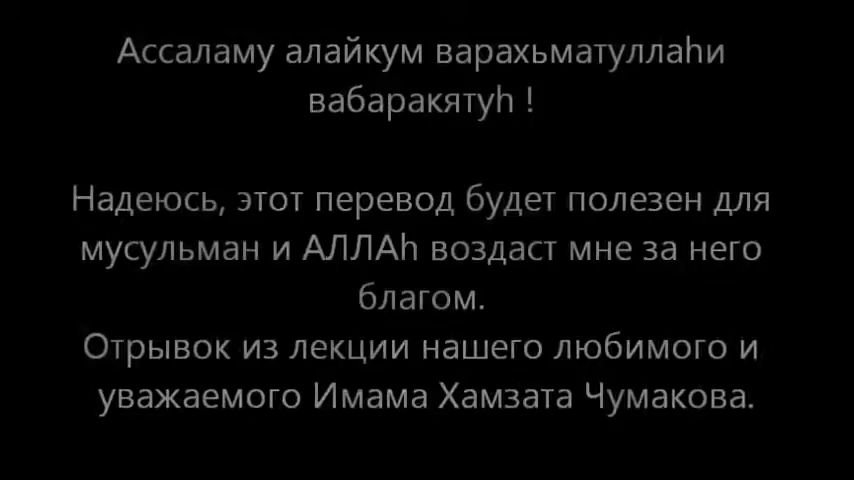 Ассаламу алайкум варахьматуллаhи
вабаракятуh !
Надеюсь, этот перевод будет полезен для
мусульман и АЛЛАh воздаст мне за него
благом.
Отрывок из лекции нашего любимого и
уважаемого Имама Хамзата Чумакова.